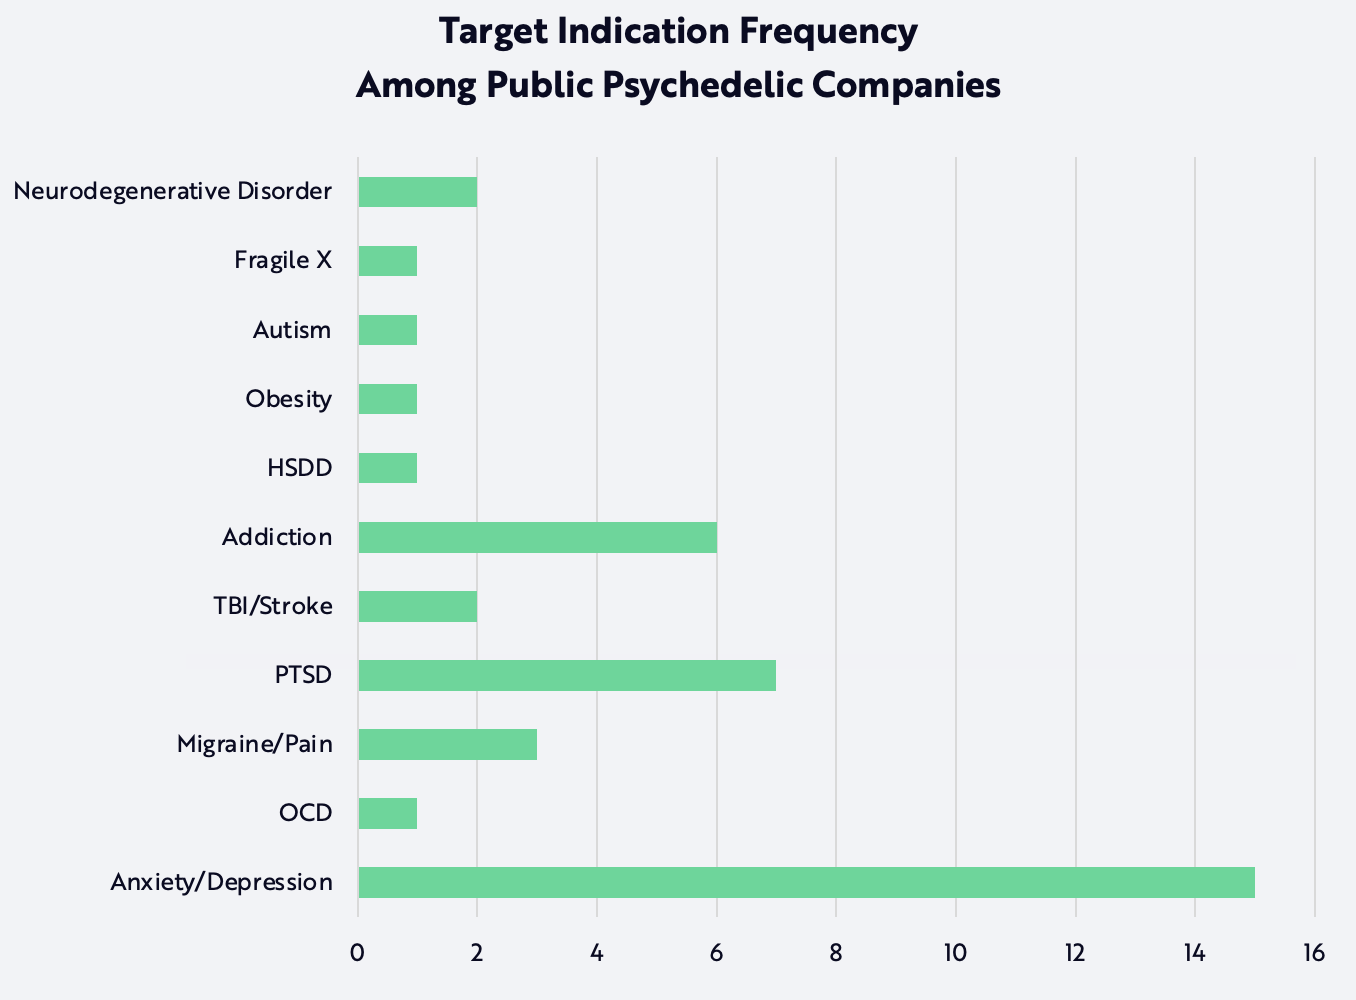 Target Indication Frequency
Among Public Psychedelic Companies
Neurodegenerative Disorder
Fragile X
Autism
Obesity
HSDD
Addiction
TBI/Stroke
PTSD
Migraine/Pain
OCD
Anxiety/Depression
0 2 4 6 8 10 12 14 16